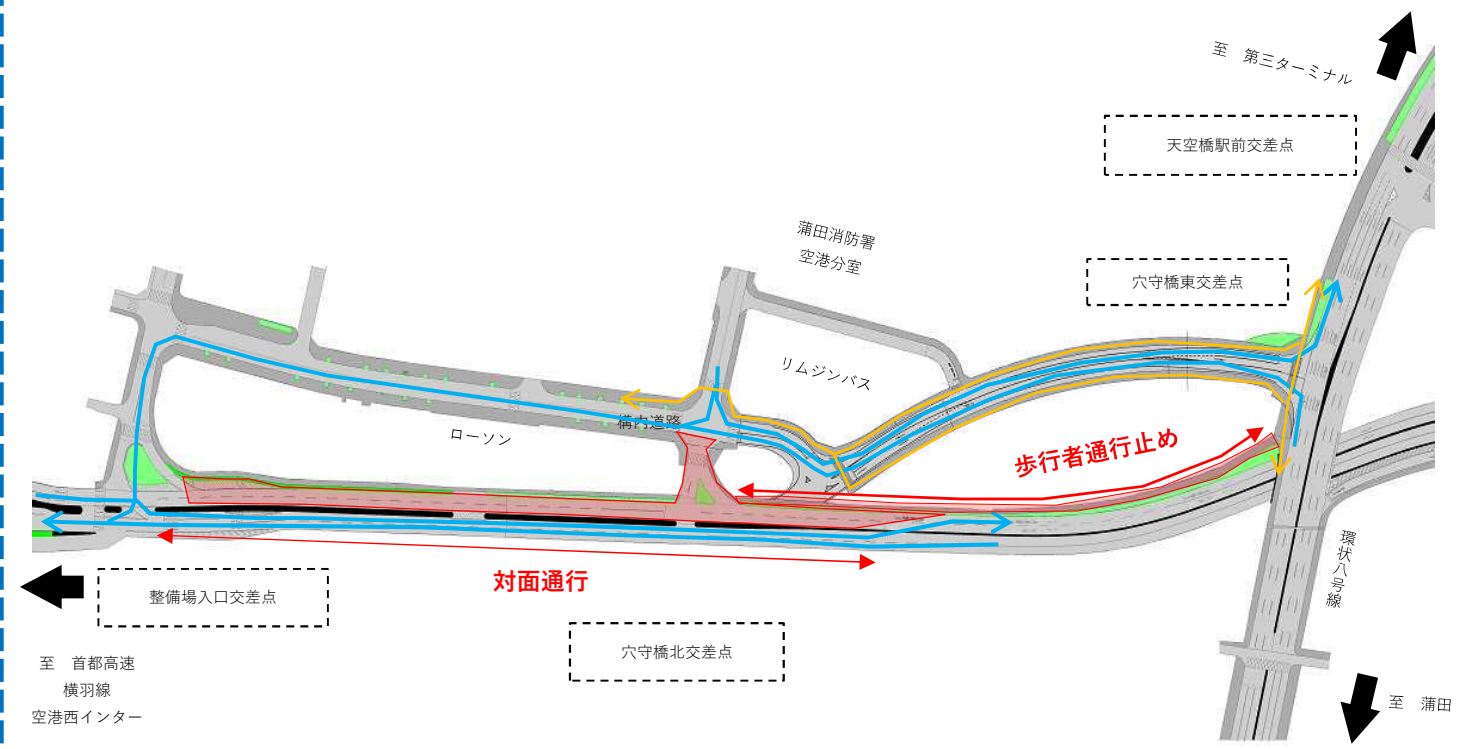 至　第三ターミナル
天空橋駅前交差点
蒲田消防署
空港分室
穴守橋東交差点
リムジンバス
構内道路
ローソン
歩行者通行止め
対面通行
環状八号線
整備場入口交差点
穴守橋北交差点
至　首都高速
横羽線
空港西インター
至　蒲田